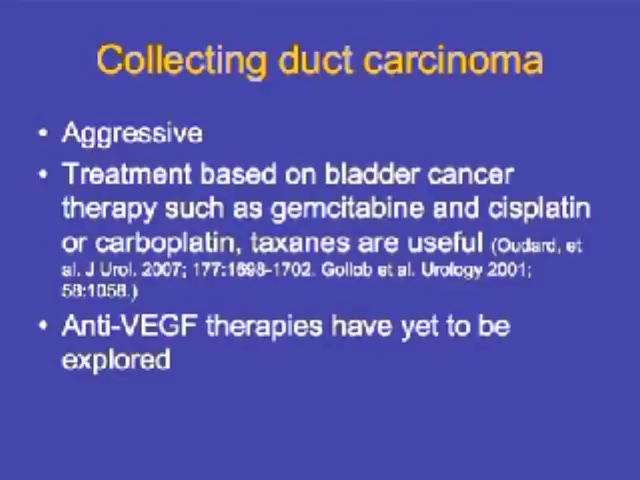 Collecting duct carcinoma
• Aggressive
• Treatment based on bladder cancer
therapy such as gemcitabine and cisplatin
or carboplatin, taxanes are useful (Oudard, et
al. J Urol. 2007; 177:1698-1702. Gollob et al. Urology 2001;
58:1058.)
• Anti-VEGF therapies have yet to be
explored